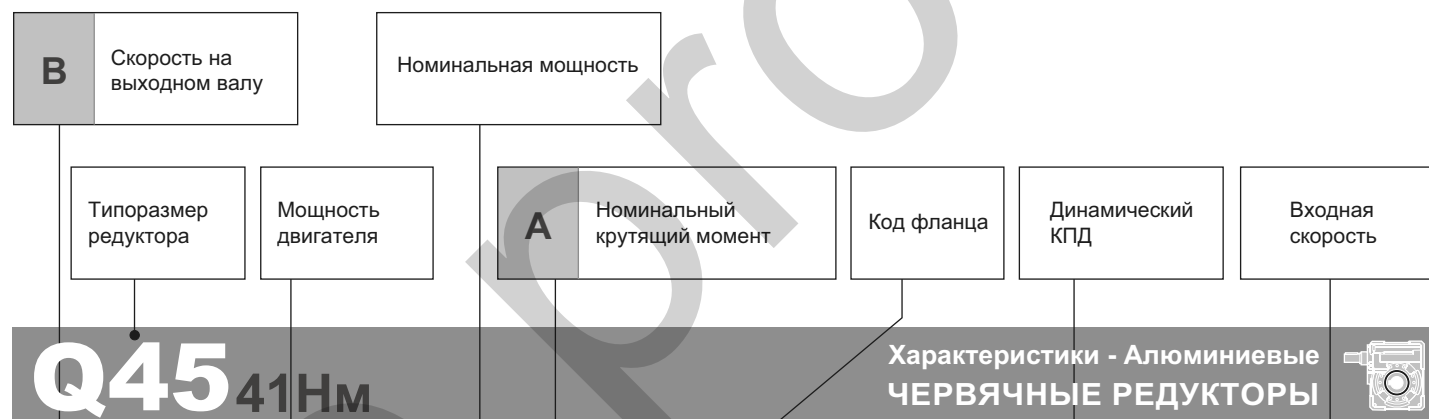 B
Скорость на
выходном валу
Номинальная мощность
Типоразмер
редуктора
Мощность
двигателя
A
Номинальный
крутящий момент
Код фланца
Динамический
КПД
Входная
скорость
Q45 41Нм
Характеристики - Алюминиевые
ЧЕРВЯЧНЫЕ РЕДУКТОРЫ
pro